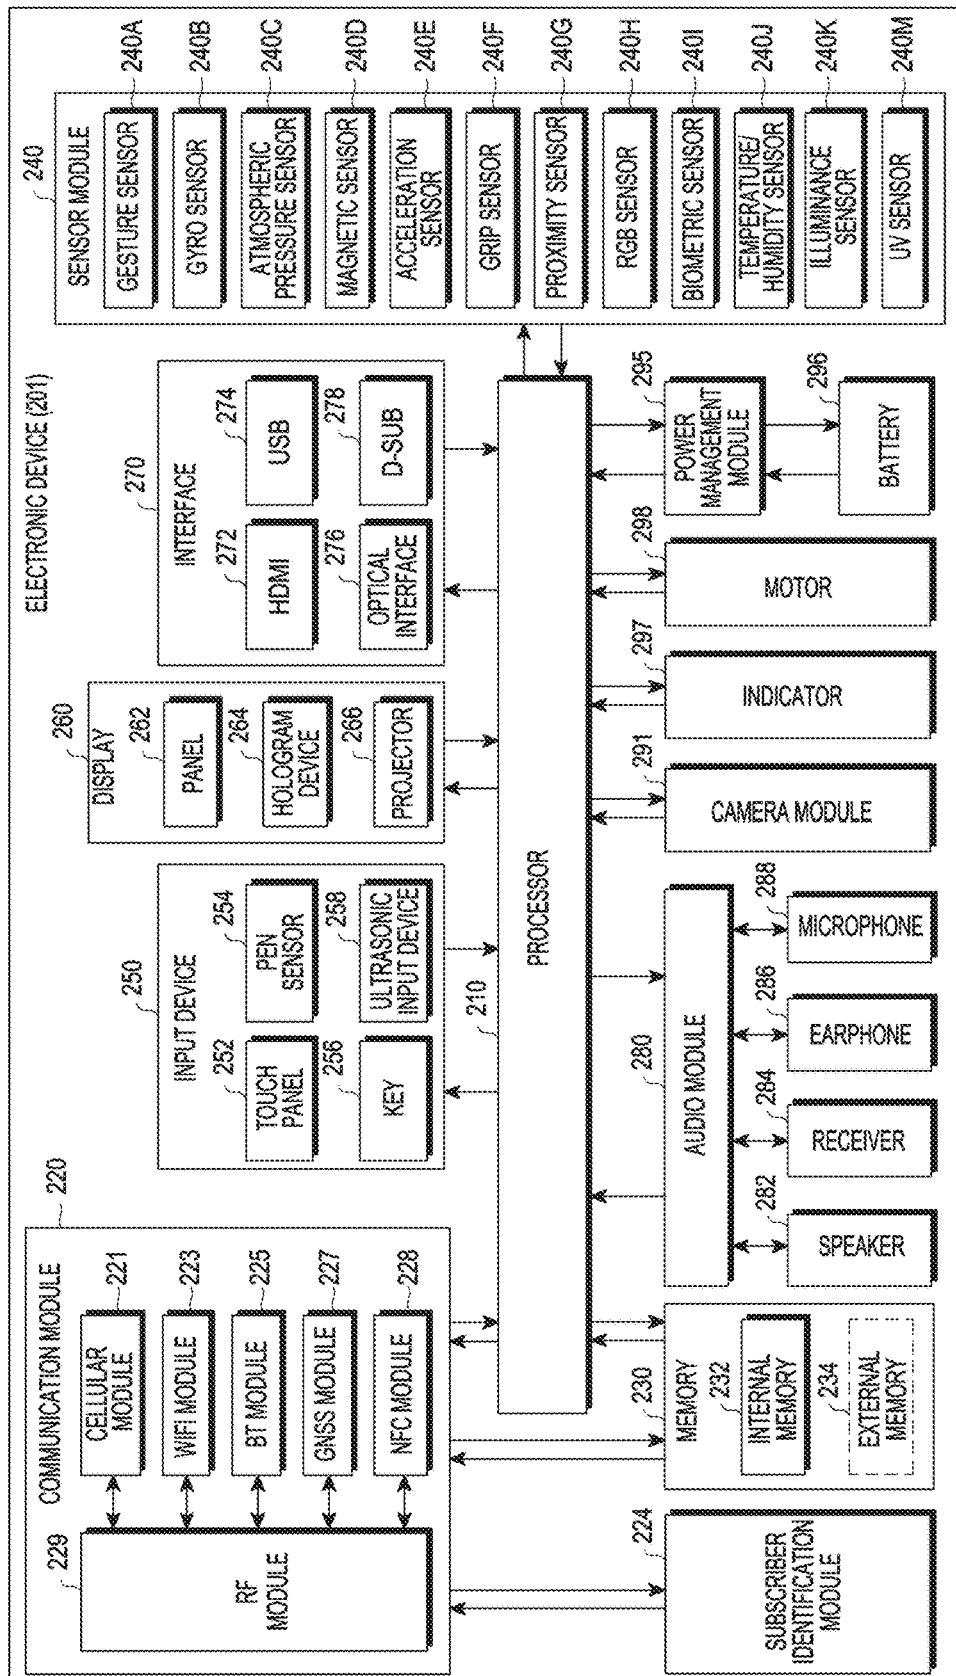 ELECTRONIC DEVICE (201)
220
COMMUNICATION MODULE
229
RF
MODULE
221
CELLULAR
MODULE
223
WIFI MODULE
225
BT MODULE
227
GNSS MODULE
228
NFC MODULE
250
INPUT DEVICE
252
TOUCH
PANEL
254
PEN
SENSOR
256
KEY
258
ULTRASONIC
INPUT DEVICE
260
DISPLAY
262
PANEL
264
HOLOGRAM
DEVICE
266
PROJECTOR
270
INTERFACE
272
HDMI
274
USB
276
OPTICAL
INTERFACE
278
D-SUB
240
SENSOR MODULE
GESTURE SENSOR
240A
GYRO SENSOR
240B
ATMOSPHERIC
PRESSURE SENSOR
240C
MAGNETIC SENSOR
240D
ACCELERATION
SENSOR
240E
GRIP SENSOR
240F
PROXIMITY SENSOR
240G
RGB SENSOR
240H
BIOMETRIC SENSOR
240I
TEMPERATURE/
HUMIDITY SENSOR
240J
ILLUMINANCE
SENSOR
240K
UV SENSOR
240M
210
PROCESSOR
224
SUBSCRIBER
IDENTIFICATION
MODULE
230
MEMORY
232
INTERNAL
MEMORY
234
EXTERNAL
MEMORY
280
AUDIO MODULE
282
SPEAKER
284
RECEIVER
286
EARPHONE
288
MICROPHONE
291
CAMERA MODULE
297
INDICATOR
298
MOTOR
295
POWER
MANAGEMENT
MODULE
296
BATTERY